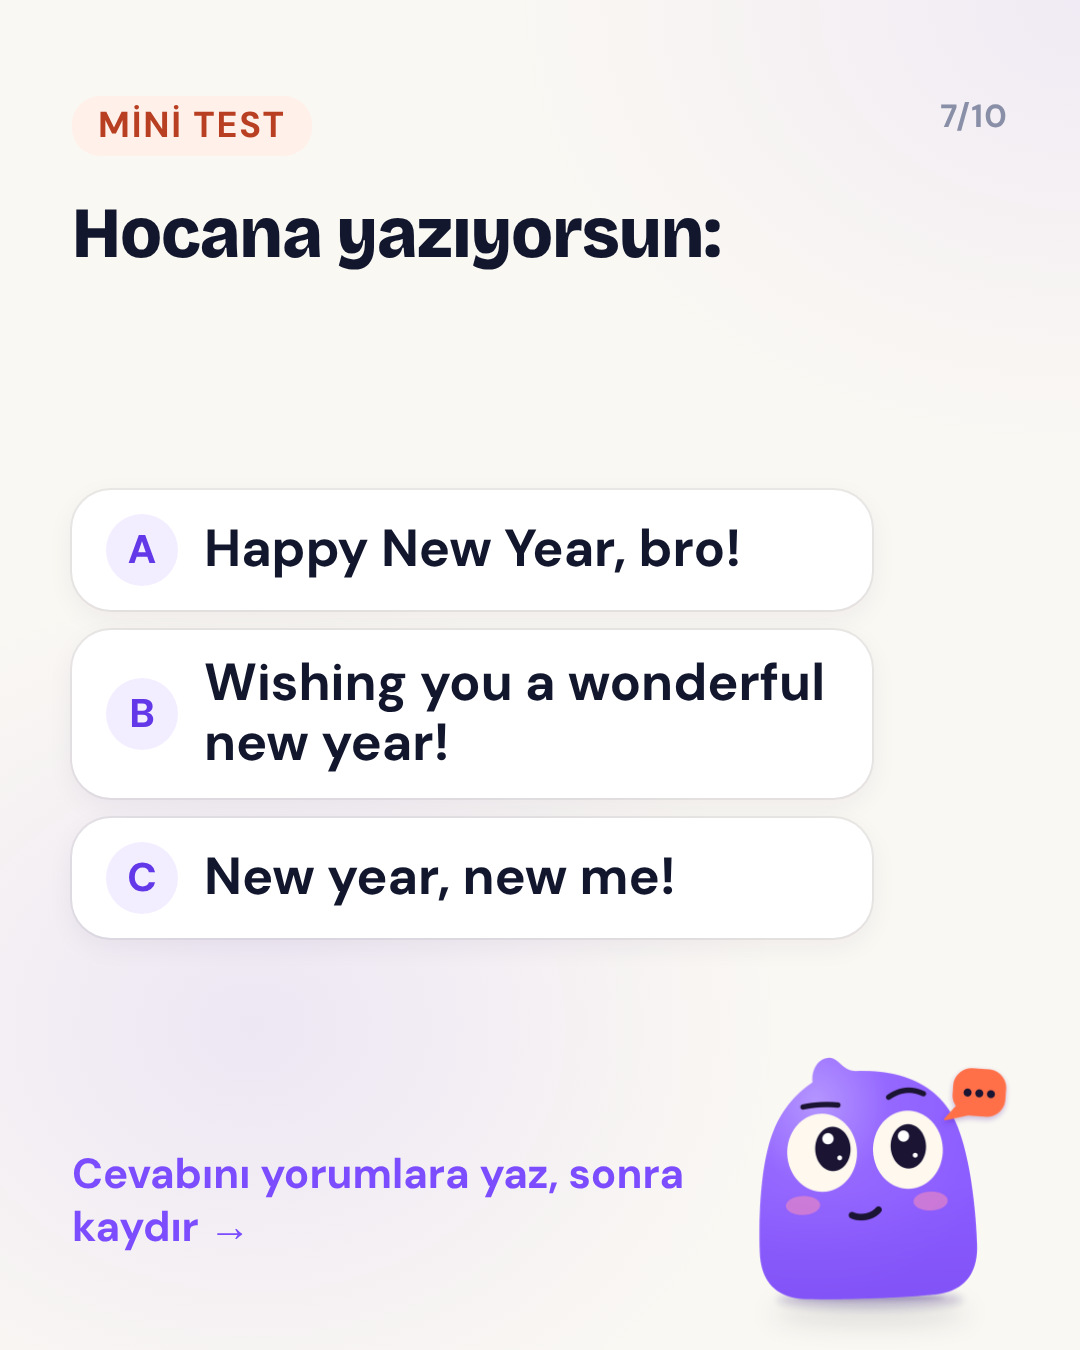 MİNİ TEST
7/10
Hocana yazıyorsun:
A
Happy New Year, bro!
B
Wishing you a wonderful
new year!
C
New year, new me!
Cevabını yorumlara yaz, sonra
kaydır →